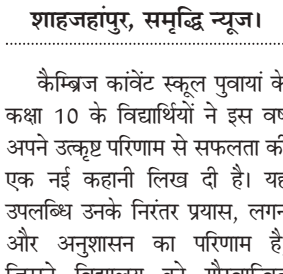 शाहजहांपुर, समृद्धि न्यूज।
कैम्ब्रिज कांवेंट स्कूल पुवायां के
कक्षा 10 के विद्यार्थियों ने इस वर्ष
अपने उत्कृष्ट परिणाम से सफलता की
एक नई कहानी लिख दी है। यह
उपलब्धि उनके निरंतर प्रयास, लगन
और अनुशासन का परिणाम है